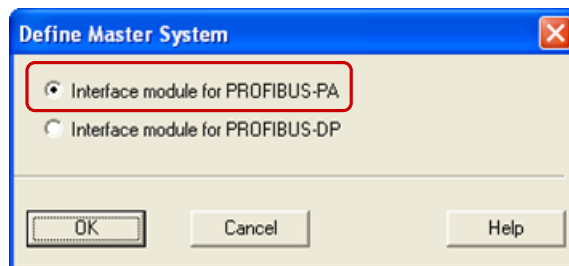 Define Master System
Interface module for PROFIBUS-PA
Interface module for PROFIBUS-DP
OK Cancel Help